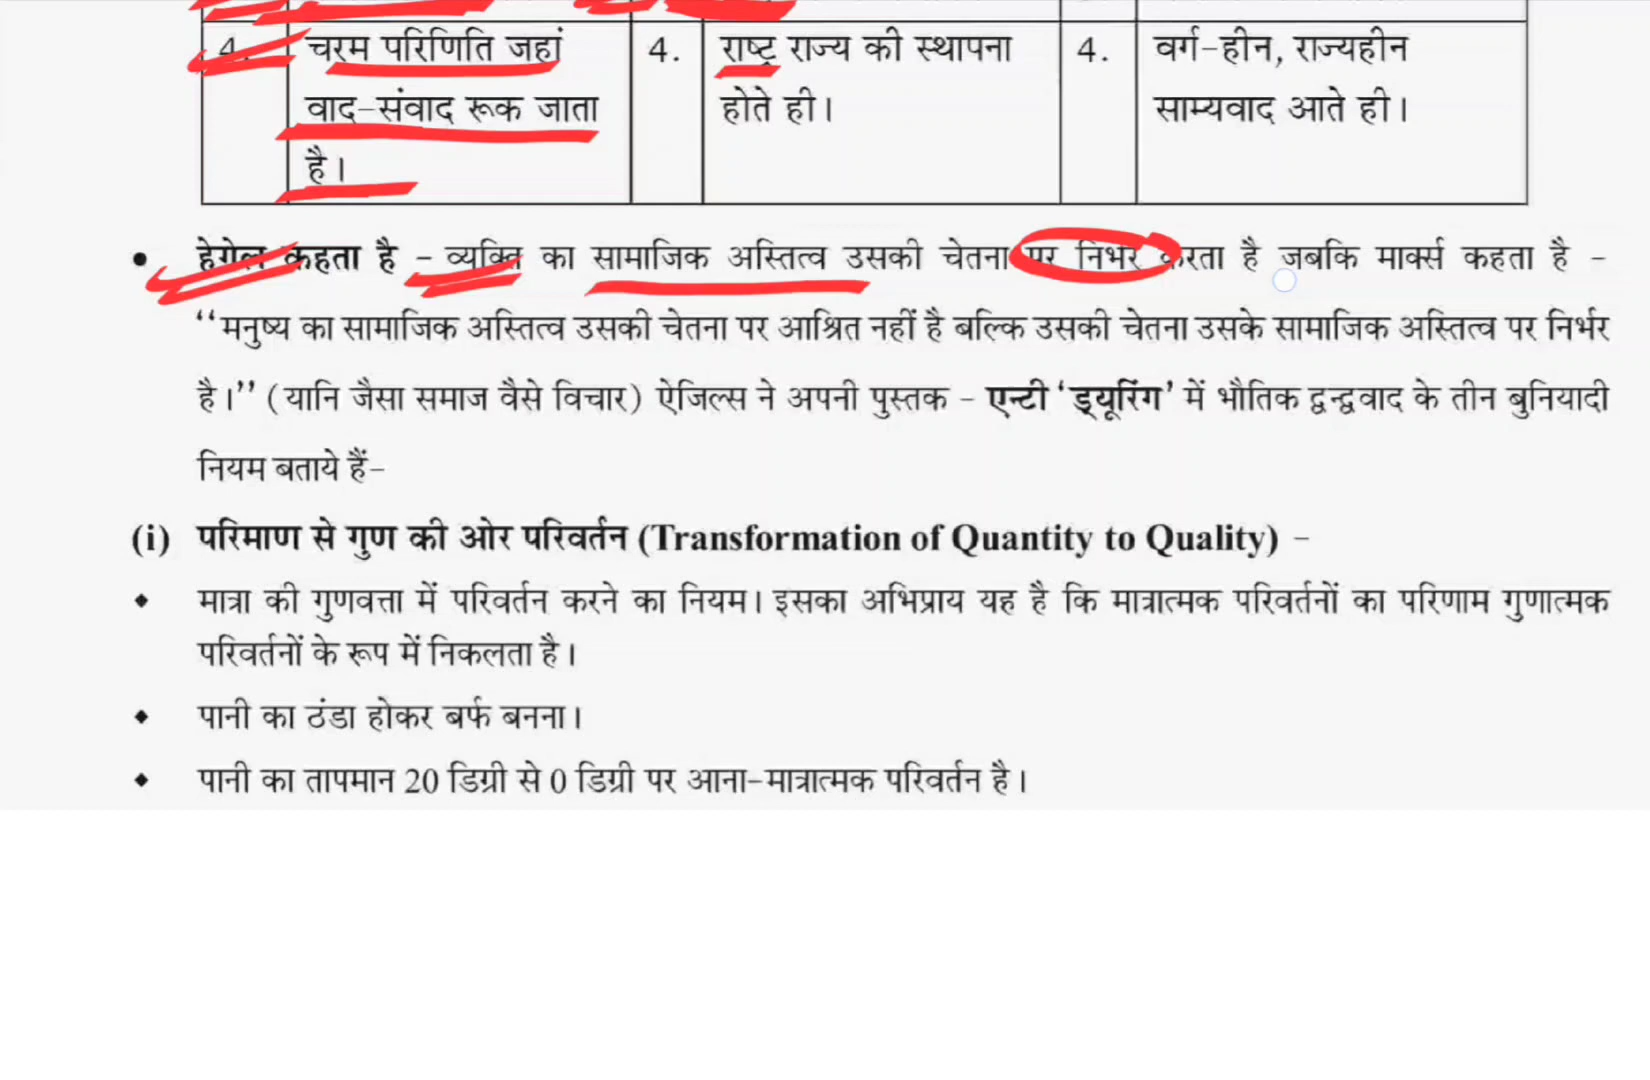 4. चरम परिणिति जहां 4. राष्ट्र राज्य की स्थापना 4. वर्ग-हीन, राज्यहीन
वाद-संवाद रूक जाता होते ही। साम्यवाद आते ही।
है।
• हेगेल कहता है - व्यक्ति का सामाजिक अस्तित्व उसकी चेतना पर निर्भर करता है जबकि मार्क्स कहता है -
“मनुष्य का सामाजिक अस्तित्व उसकी चेतना पर आश्रित नहीं है बल्कि उसकी चेतना उसके सामाजिक अस्तित्व पर निर्भर
है।” (यानि जैसा समाज वैसे विचार) ऐजिल्स ने अपनी पुस्तक - एन्टी ‘ड्यूरिंग’ में भौतिक द्वन्द्ववाद के तीन बुनियादी
नियम बताये हैं-
(i) परिमाण से गुण की ओर परिवर्तन (Transformation of Quantity to Quality) -
♦ मात्रा की गुणवत्ता में परिवर्तन करने का नियम। इसका अभिप्राय यह है कि मात्रात्मक परिवर्तनों का परिणाम गुणात्मक
परिवर्तनों के रूप में निकलता है।
♦ पानी का ठंडा होकर बर्फ बनना।
♦ पानी का तापमान 20 डिग्री से 0 डिग्री पर आना-मात्रात्मक परिवर्तन है।